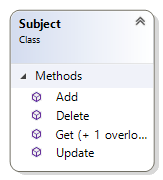 Subject
Class
Methods
Add
Delete
Get (+ 1 overlo...
Update